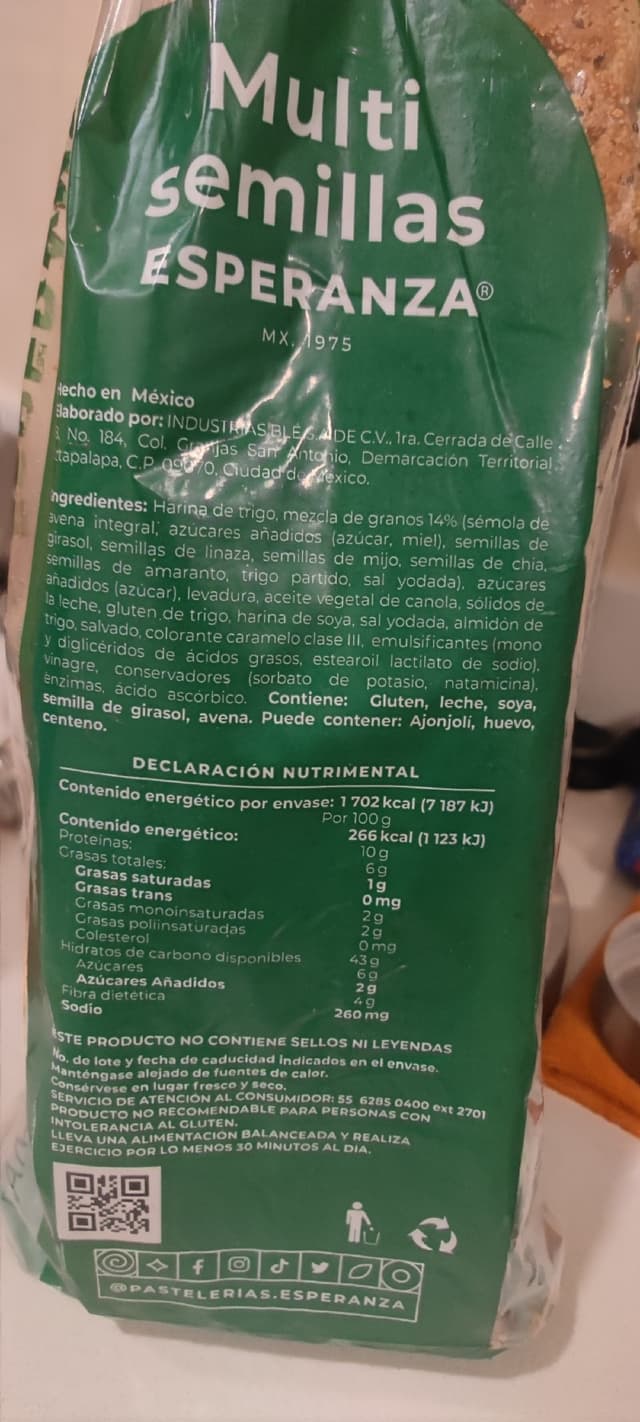 Multi
semillas
ESPERANZA®
MX. 1975
Hecho en México
Elaborado por: INDUSTRIAS BLE S.A DE C.V., 1ra. Cerrada de Calle
3 No. 184, Col. Granjas San Antonio, Demarcación Territorial
Iztapalapa, C.P. 09070, Ciudad de México.
Ingredientes: Harina de trigo, mezcla de granos 14% (sémola de
avena integral, azúcares añadidos (azúcar, miel), semillas de
girasol, semillas de linaza, semillas de mijo, semillas de chía,
semillas de amaranto, trigo partido, sal yodada), azúcares
añadidos (azúcar), levadura, aceite vegetal de canola, sólidos de
la leche, gluten de trigo, harina de soya, sal yodada, almidón de
trigo, salvado, colorante caramelo clase III, emulsificantes (mono
y diglicéridos de ácidos grasos, estearoil lactilato de sodio),
vinagre, conservadores (sorbato de potasio, natamicina),
enzimas, ácido ascórbico. Contiene: Gluten, leche, soya,
semilla de girasol, avena. Puede contener: Ajonjolí, huevo,
centeno.
DECLARACIÓN NUTRIMENTAL
Contenido energético por envase: 1 702 kcal (7 187 kJ)
Por 100 g
Contenido energético: 266 kcal (1 123 kJ)
Proteínas: 10 g
Grasas totales: 6 g
Grasas saturadas 1 g
Grasas trans 0 mg
Grasas monoinsaturadas 2 g
Grasas poliinsaturadas 2 g
Colesterol 0 mg
Hidratos de carbono disponibles 43 g
Azúcares 6 g
Azúcares Añadidos 2 g
Fibra dietética 4 g
Sodio 260 mg
ESTE PRODUCTO NO CONTIENE SELLOS NI LEYENDAS
No. de lote y fecha de caducidad indicados en el envase.
Manténgase alejado de fuentes de calor.
Consérvese en lugar fresco y seco.
SERVICIO DE ATENCIÓN AL CONSUMIDOR: 55 6285 0400 ext 2701
PRODUCTO NO RECOMENDABLE PARA PERSONAS CON
INTOLERANCIA AL GLUTEN.
LLEVA UNA ALIMENTACIÓN BALANCEADA Y REALIZA
EJERCICIO POR LO MENOS 30 MINUTOS AL DÍA.
@PASTELERIAS.ESPERANZA